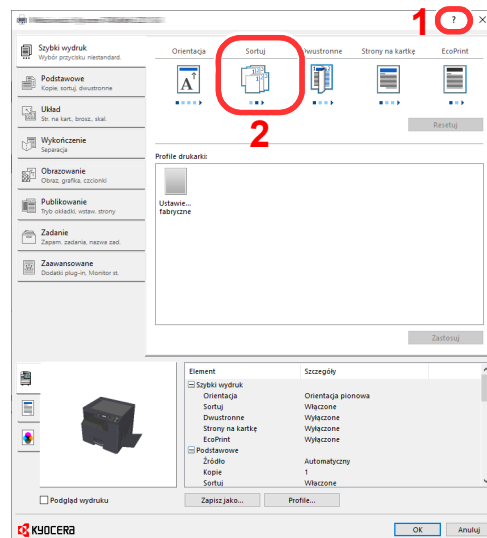 1
?
Szybki wydruk
Wybór przycisku niestandard.
Podstawowe
Kopie, sortuj, dwustronne
Układ
Str. na kart., brosz., skal.
Wykończenie
Separacja
Obrazowanie
Obraz, grafika, czcionki
Publikowanie
Tryb okładki, wstaw. strony
Zadanie
Zapam. zadania, nazwa zad.
Zaawansowane
Dodatki plug-in, Monitor st.
Orientacja Sortuj Dwustronne Strony na kartkę EcoPrint
A 1 2
2
Resetuj
Profile drukarki:
Ustawie...
fabryczne
Zastosuj
Element Szczegóły
Szybki wydruk
Orientacja Orientacja pionowa
Sortuj Włączone
Dwustronne Wyłączone
Strony na kartkę Wyłączone
EcoPrint Wyłączone
Podstawowe
Źródło Automatyczny
Kopie 1
Sortuj Włączone
Podgląd wydruku Zapisz jako... Profile...
KYOCERA OK Anuluj